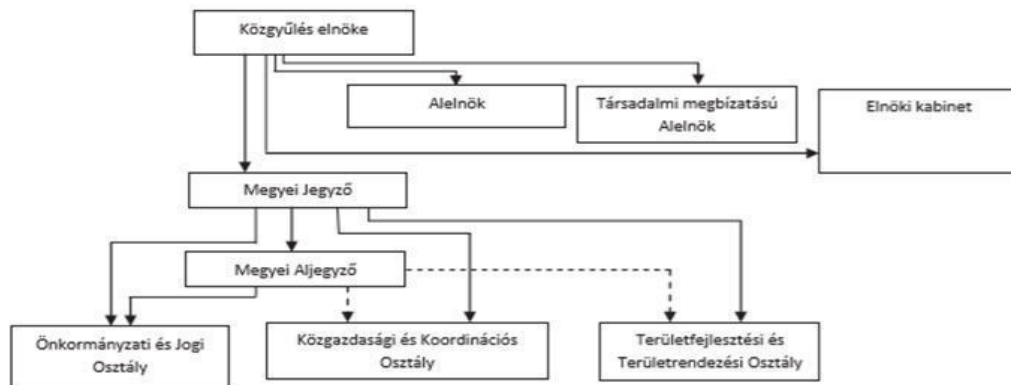 Közgyűlés elnöke
Alelnök
Társadalmi megbízatású
Alelnök
Elnöki kabinet
Megyei Jegyző
Megyei Aljegyző
Önkormányzati és Jogi
Osztály
Közgazdasági és Koordinációs
Osztály
Területfejlesztési és
Területrendezési Osztály